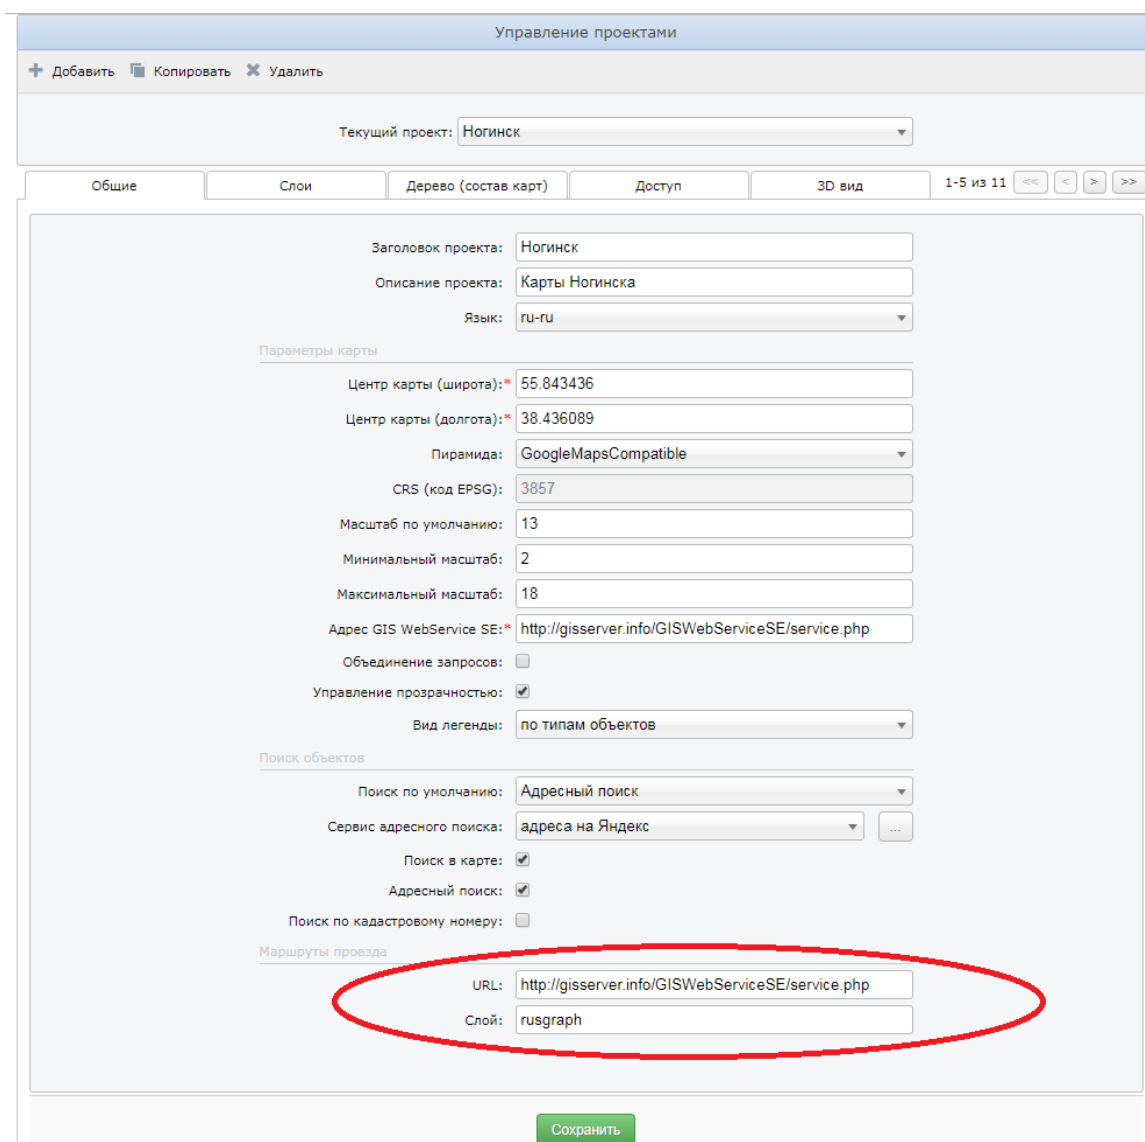 Управление проектами
Добавить Копировать Удалить
Текущий проект: Ногинск
Общие Слои Дерево (состав карт) Доступ 3D вид 1-5 из 11 << < > >>
Заголовок проекта: Ногинск
Описание проекта: Карты Ногинска
Язык: ru-ru
Параметры карты
Центр карты (широта):* 55.843436
Центр карты (долгота):* 38.436089
Пирамида: GoogleMapsCompatible
CRS (код EPSG): 3857
Масштаб по умолчанию: 13
Минимальный масштаб: 2
Максимальный масштаб: 18
Адрес GIS WebService SE:* http://gisserver.info/GISWebServiceSE/service.php
Объединение запросов:
Управление прозрачностью:
Вид легенды: по типам объектов
Поиск объектов
Поиск по умолчанию: Адресный поиск
Сервис адресного поиска: адреса на Яндекс ...
Поиск в карте:
Адресный поиск:
Поиск по кадастровому номеру:
Маршруты проезда
URL: http://gisserver.info/GISWebServiceSE/service.php
Слой: rusgraph
Сохранить